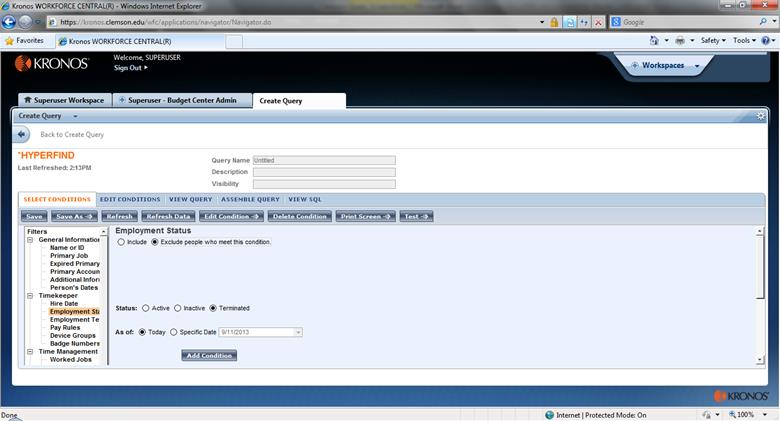 Kronos WORKFORCE CENTRAL(R) - Windows Internet Explorer
https://kronos.clemson.edu/wfc/applications/navigator/Navigator.do
Google
Favorites
Kronos WORKFORCE CENTRAL(R)
Safety
Tools
KRONOS
Welcome, SUPERUSER
Sign Out
Workspaces
Superuser Workspace
Superuser - Budget Center Admin
Create Query
Create Query
Back to Create Query
*HYPERFIND
Last Refreshed: 2:13PM
Query Name Untitled
Description
Visibility
SELECT CONDITIONS EDIT CONDITIONS VIEW QUERY ASSEMBLE QUERY VIEW SQL
Save Save As Refresh Refresh Data Edit Condition Delete Condition Print Screen Test
Filters
General Information
Name or ID
Primary Job
Expired Primary
Primary Accoun
Additional Infor
Person's Dates
Timekeeper
Hire Date
Employment Sta
Employment Te
Pay Rules
Device Groups
Badge Numbers
Time Management
Worked Jobs
Employment Status
Include Exclude people who meet this condition.
Status: Active Inactive Terminated
As of: Today Specific Date 9/11/2013
Add Condition
KRONOS
Done
Internet | Protected Mode: On
100%